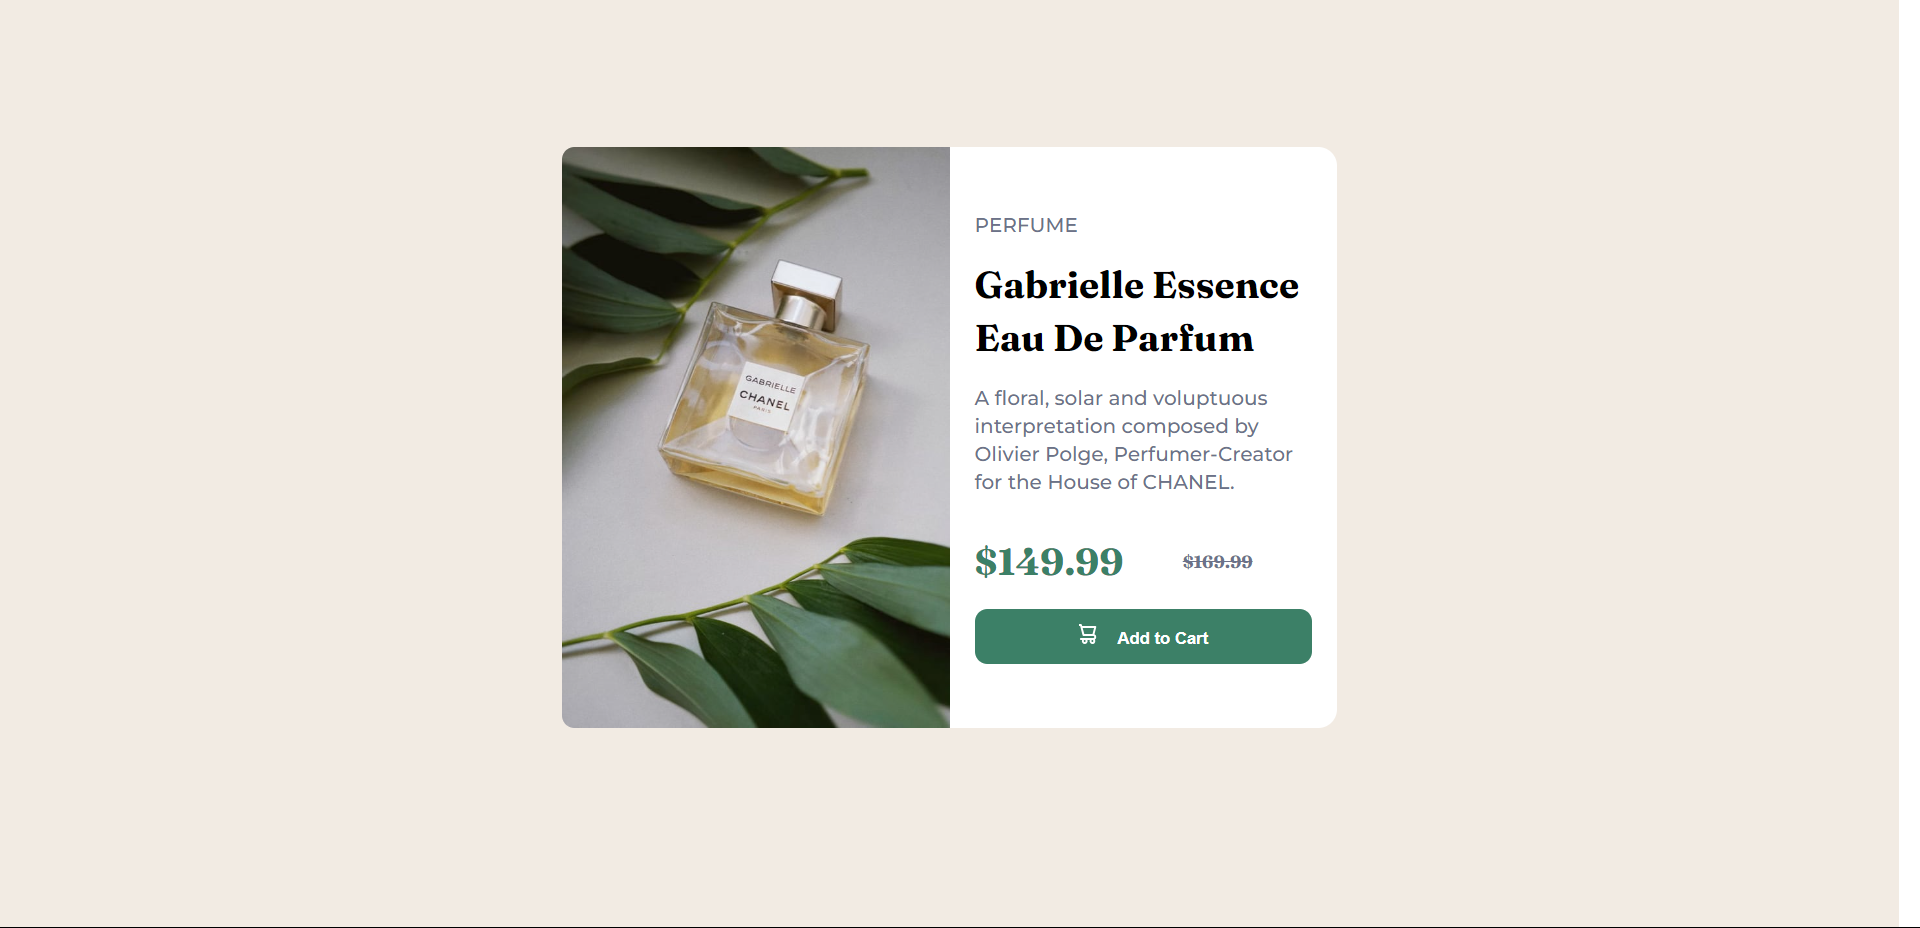 GABRIELLE
CHANEL
PARIS
PERFUME
Gabrielle Essence
Eau De Parfum
A floral, solar and voluptuous
interpretation composed by
Olivier Polge, Perfumer-Creator
for the House of CHANEL.
$149.99 $169.99
Add to Cart